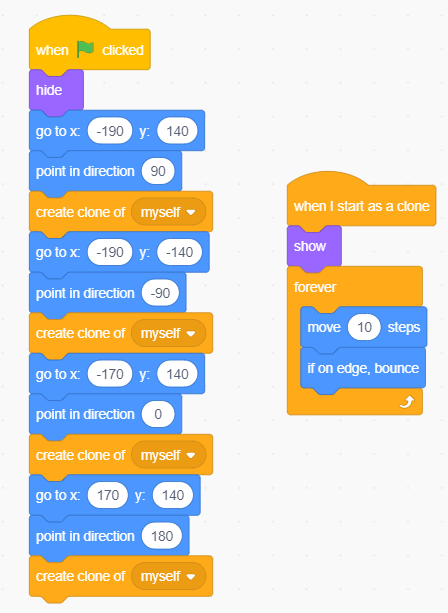 when clicked
hide
go to x: -190 y: 140
point in direction 90
create clone of myself
go to x: -190 y: -140
point in direction -90
create clone of myself
go to x: -170 y: 140
point in direction 0
create clone of myself
go to x: 170 y: 140
point in direction 180
create clone of myself
when I start as a clone
show
forever
move 10 steps
if on edge, bounce